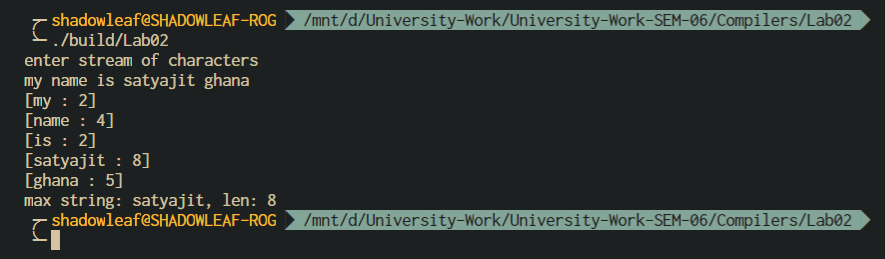 shadowleaf@SHADOWLEAF-ROG /mnt/d/University-Work/University-Work-SEM-06/Compilers/Lab02
./build/Lab02
enter stream of characters
my name is satyajit ghana
[my : 2]
[name : 4]
[is : 2]
[satyajit : 8]
[ghana : 5]
max string: satyajit, len: 8
shadowleaf@SHADOWLEAF-ROG /mnt/d/University-Work/University-Work-SEM-06/Compilers/Lab02